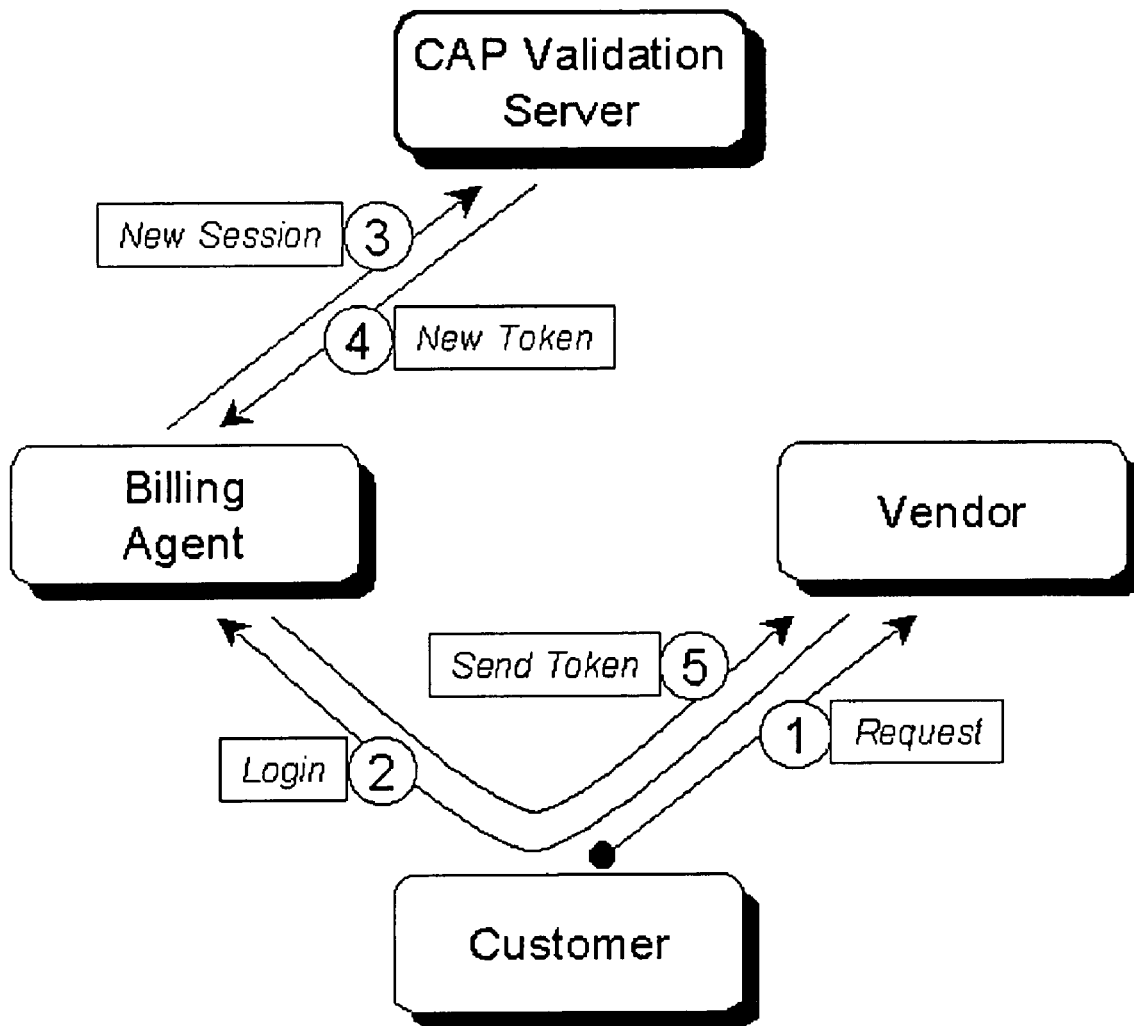 CAP Validation
Server
New Session
3
4
New Token
Billing
Agent
Vendor
Send Token
5
1
Request
Login
2
Customer